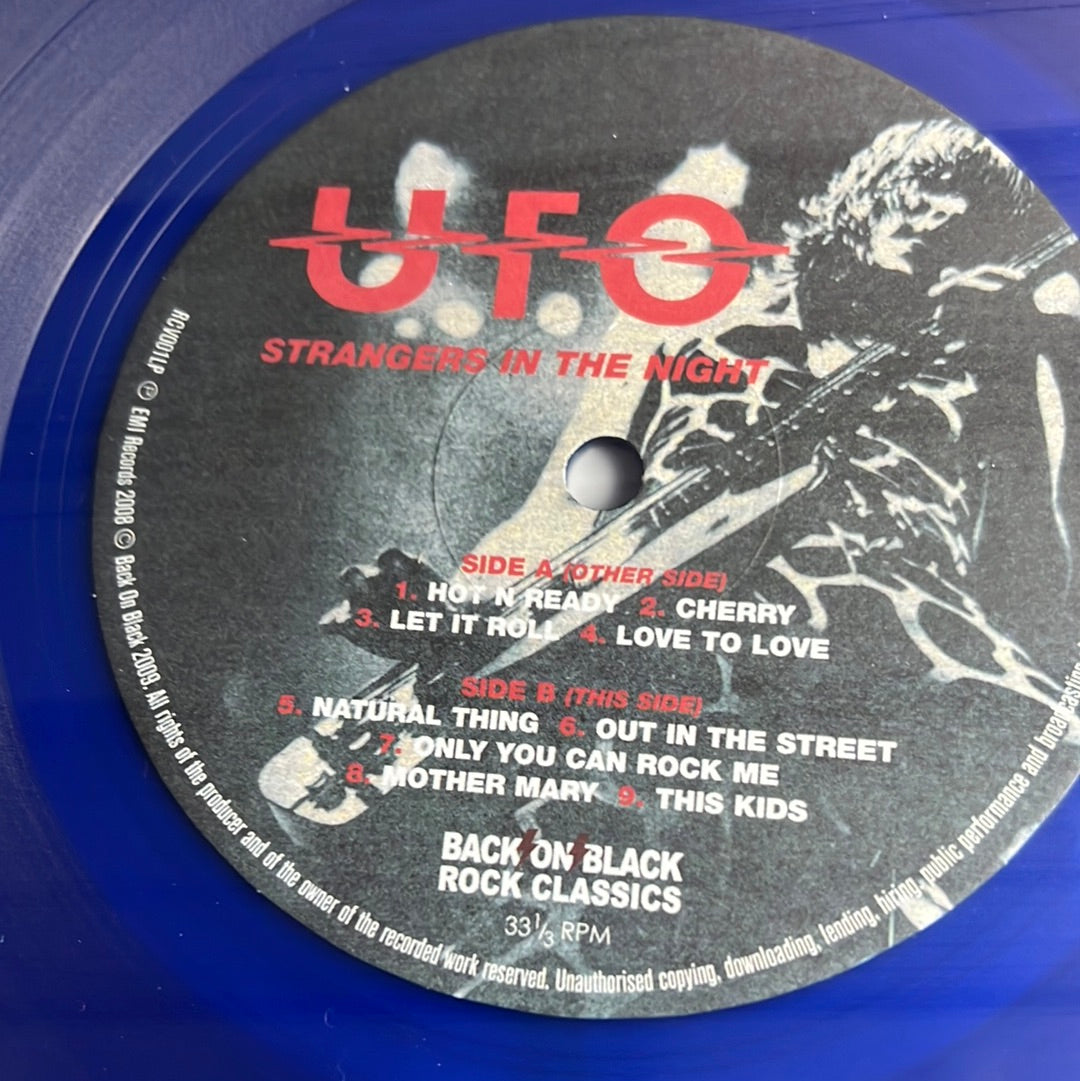 UFO
STRANGERS IN THE NIGHT
SIDE A (OTHER SIDE)
1. HOT N READY 2. CHERRY
3. LET IT ROLL 4. LOVE TO LOVE
SIDE B (THIS SIDE)
5. NATURAL THING 6. OUT IN THE STREET
7. ONLY YOU CAN ROCK ME
8. MOTHER MARY 9. THIS KIDS
BACK ON BLACK
ROCK CLASSICS
33 1/3 RPM
RCV001LP ℗ EMI Records 2008 © Back On Black 2009. All rights of the producer and of the owner of the recorded work reserved. Unauthorised copying, downloading, lending, hiring, public performance and broadcasting